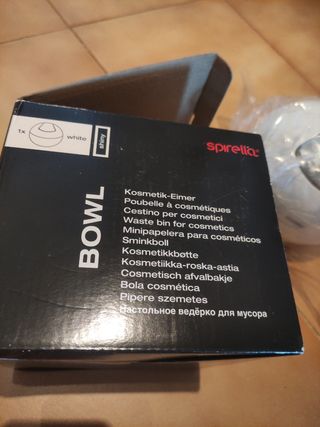 1x
white
shiny
spirella
BOWL
Kosmetik-Eimer
Poubelle à cosmétiques
Cestino per cosmetici
Waste bin for cosmetics
Minipapelera para cosméticos
Sminkboll
Kosmetikkbøtte
Kosmetiikka-roska-astia
Cosmetisch afvalbakje
Bola cosmética
Pipere szemetes
Настольное ведёрко для мусора